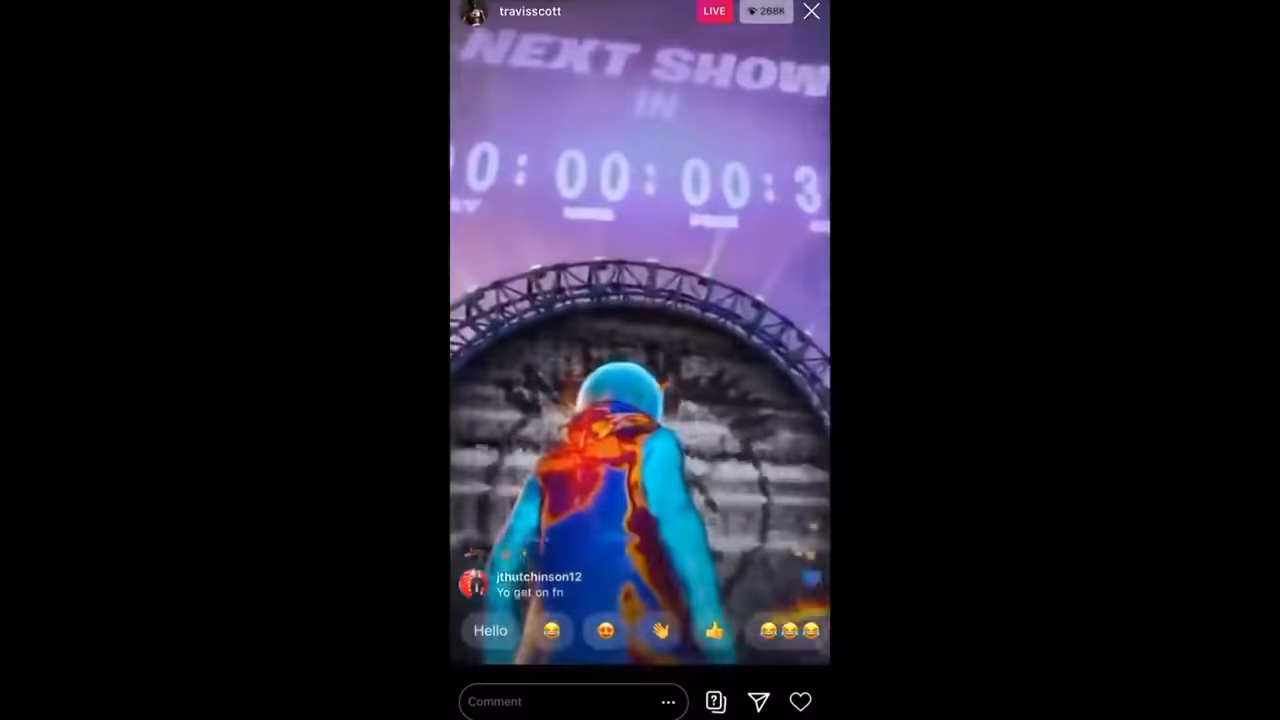 travisscott
LIVE
268K
NEXT SHOW
IN
0:00:00:3
jthutchinson12
Yo get on fn
Hello
Comment